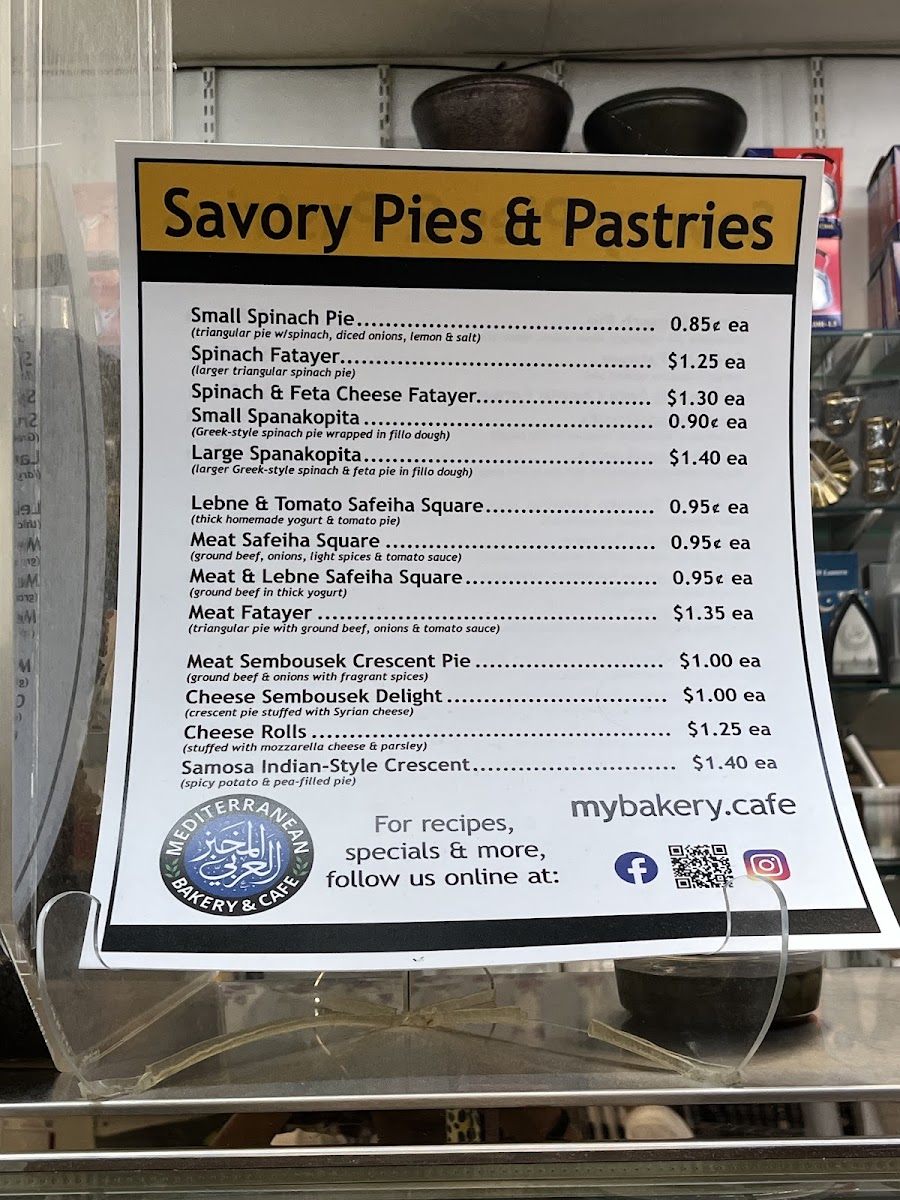 Savory Pies & Pastries
Small Spinach Pie.......................................... 0.85¢ ea
(triangular pie w/spinach, diced onions, lemon & salt)
Spinach Fatayer............................................ $1.25 ea
(larger triangular spinach pie)
Spinach & Feta Cheese Fatayer........................ $1.30 ea
Small Spanakopita ........................................ 0.90¢ ea
(Greek-style spinach pie wrapped in fillo dough)
Large Spanakopita......................................... $1.40 ea
(larger Greek-style spinach & feta pie in fillo dough)
Lebne & Tomato Safeiha Square....................... 0.95¢ ea
(thick homemade yogurt & tomato pie)
Meat Safeiha Square ..................................... 0.95¢ ea
(ground beef, onions, light spices & tomato sauce)
Meat & Lebne Safeiha Square.......................... 0.95¢ ea
(ground beef in thick yogurt)
Meat Fatayer ............................................... $1.35 ea
(triangular pie with ground beef, onions & tomato sauce)
Meat Sembousek Crescent Pie.......................... $1.00 ea
(ground beef & onions with fragrant spices)
Cheese Sembousek Delight .............................. $1.00 ea
(crescent pie stuffed with Syrian cheese)
Cheese Rolls ................................................. $1.25 ea
(stuffed with mozzarella cheese & parsley)
Samosa Indian-Style Crescent............................ $1.40 ea
(spicy potato & pea-filled pie)
mybakery.cafe
For recipes,
specials & more,
follow us online at:
MEDITERRANEAN
المخبز
العربي
BAKERY & CAFE